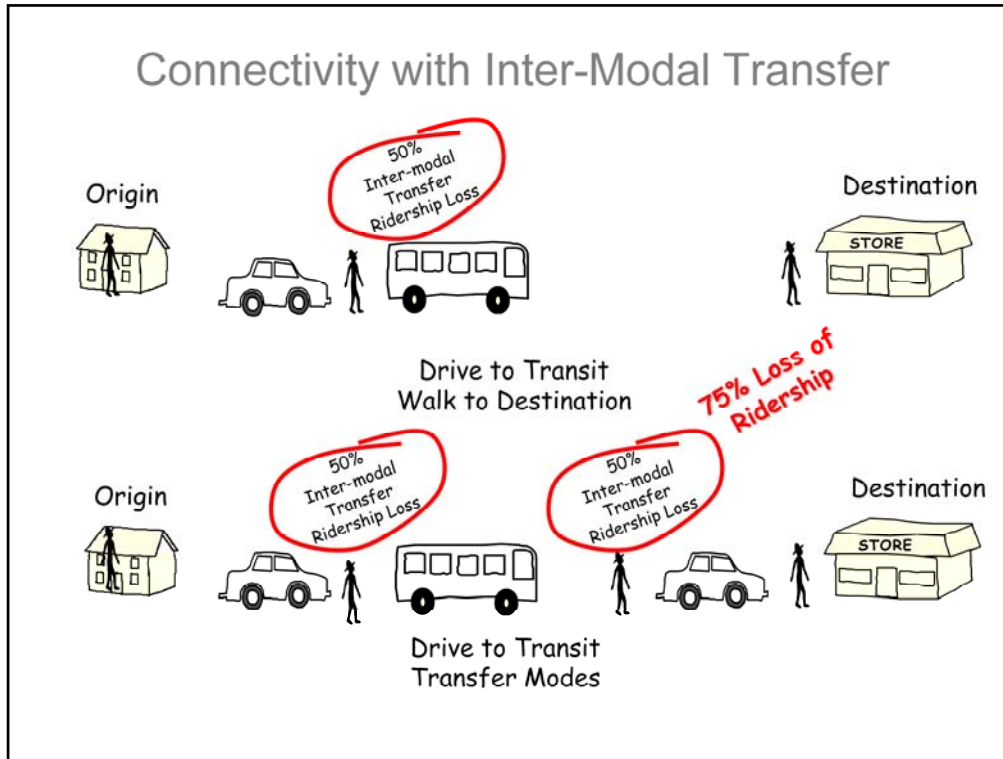 Connectivity with Inter-Modal Transfer
50%
Inter-modal
Transfer
Ridership Loss
Origin
Destination
STORE
Drive to Transit
Walk to Destination
75% Loss of
Ridership
50%
Inter-modal
Transfer
Ridership Loss
50%
Inter-modal
Transfer
Ridership Loss
Origin
Destination
STORE
Drive to Transit
Transfer Modes